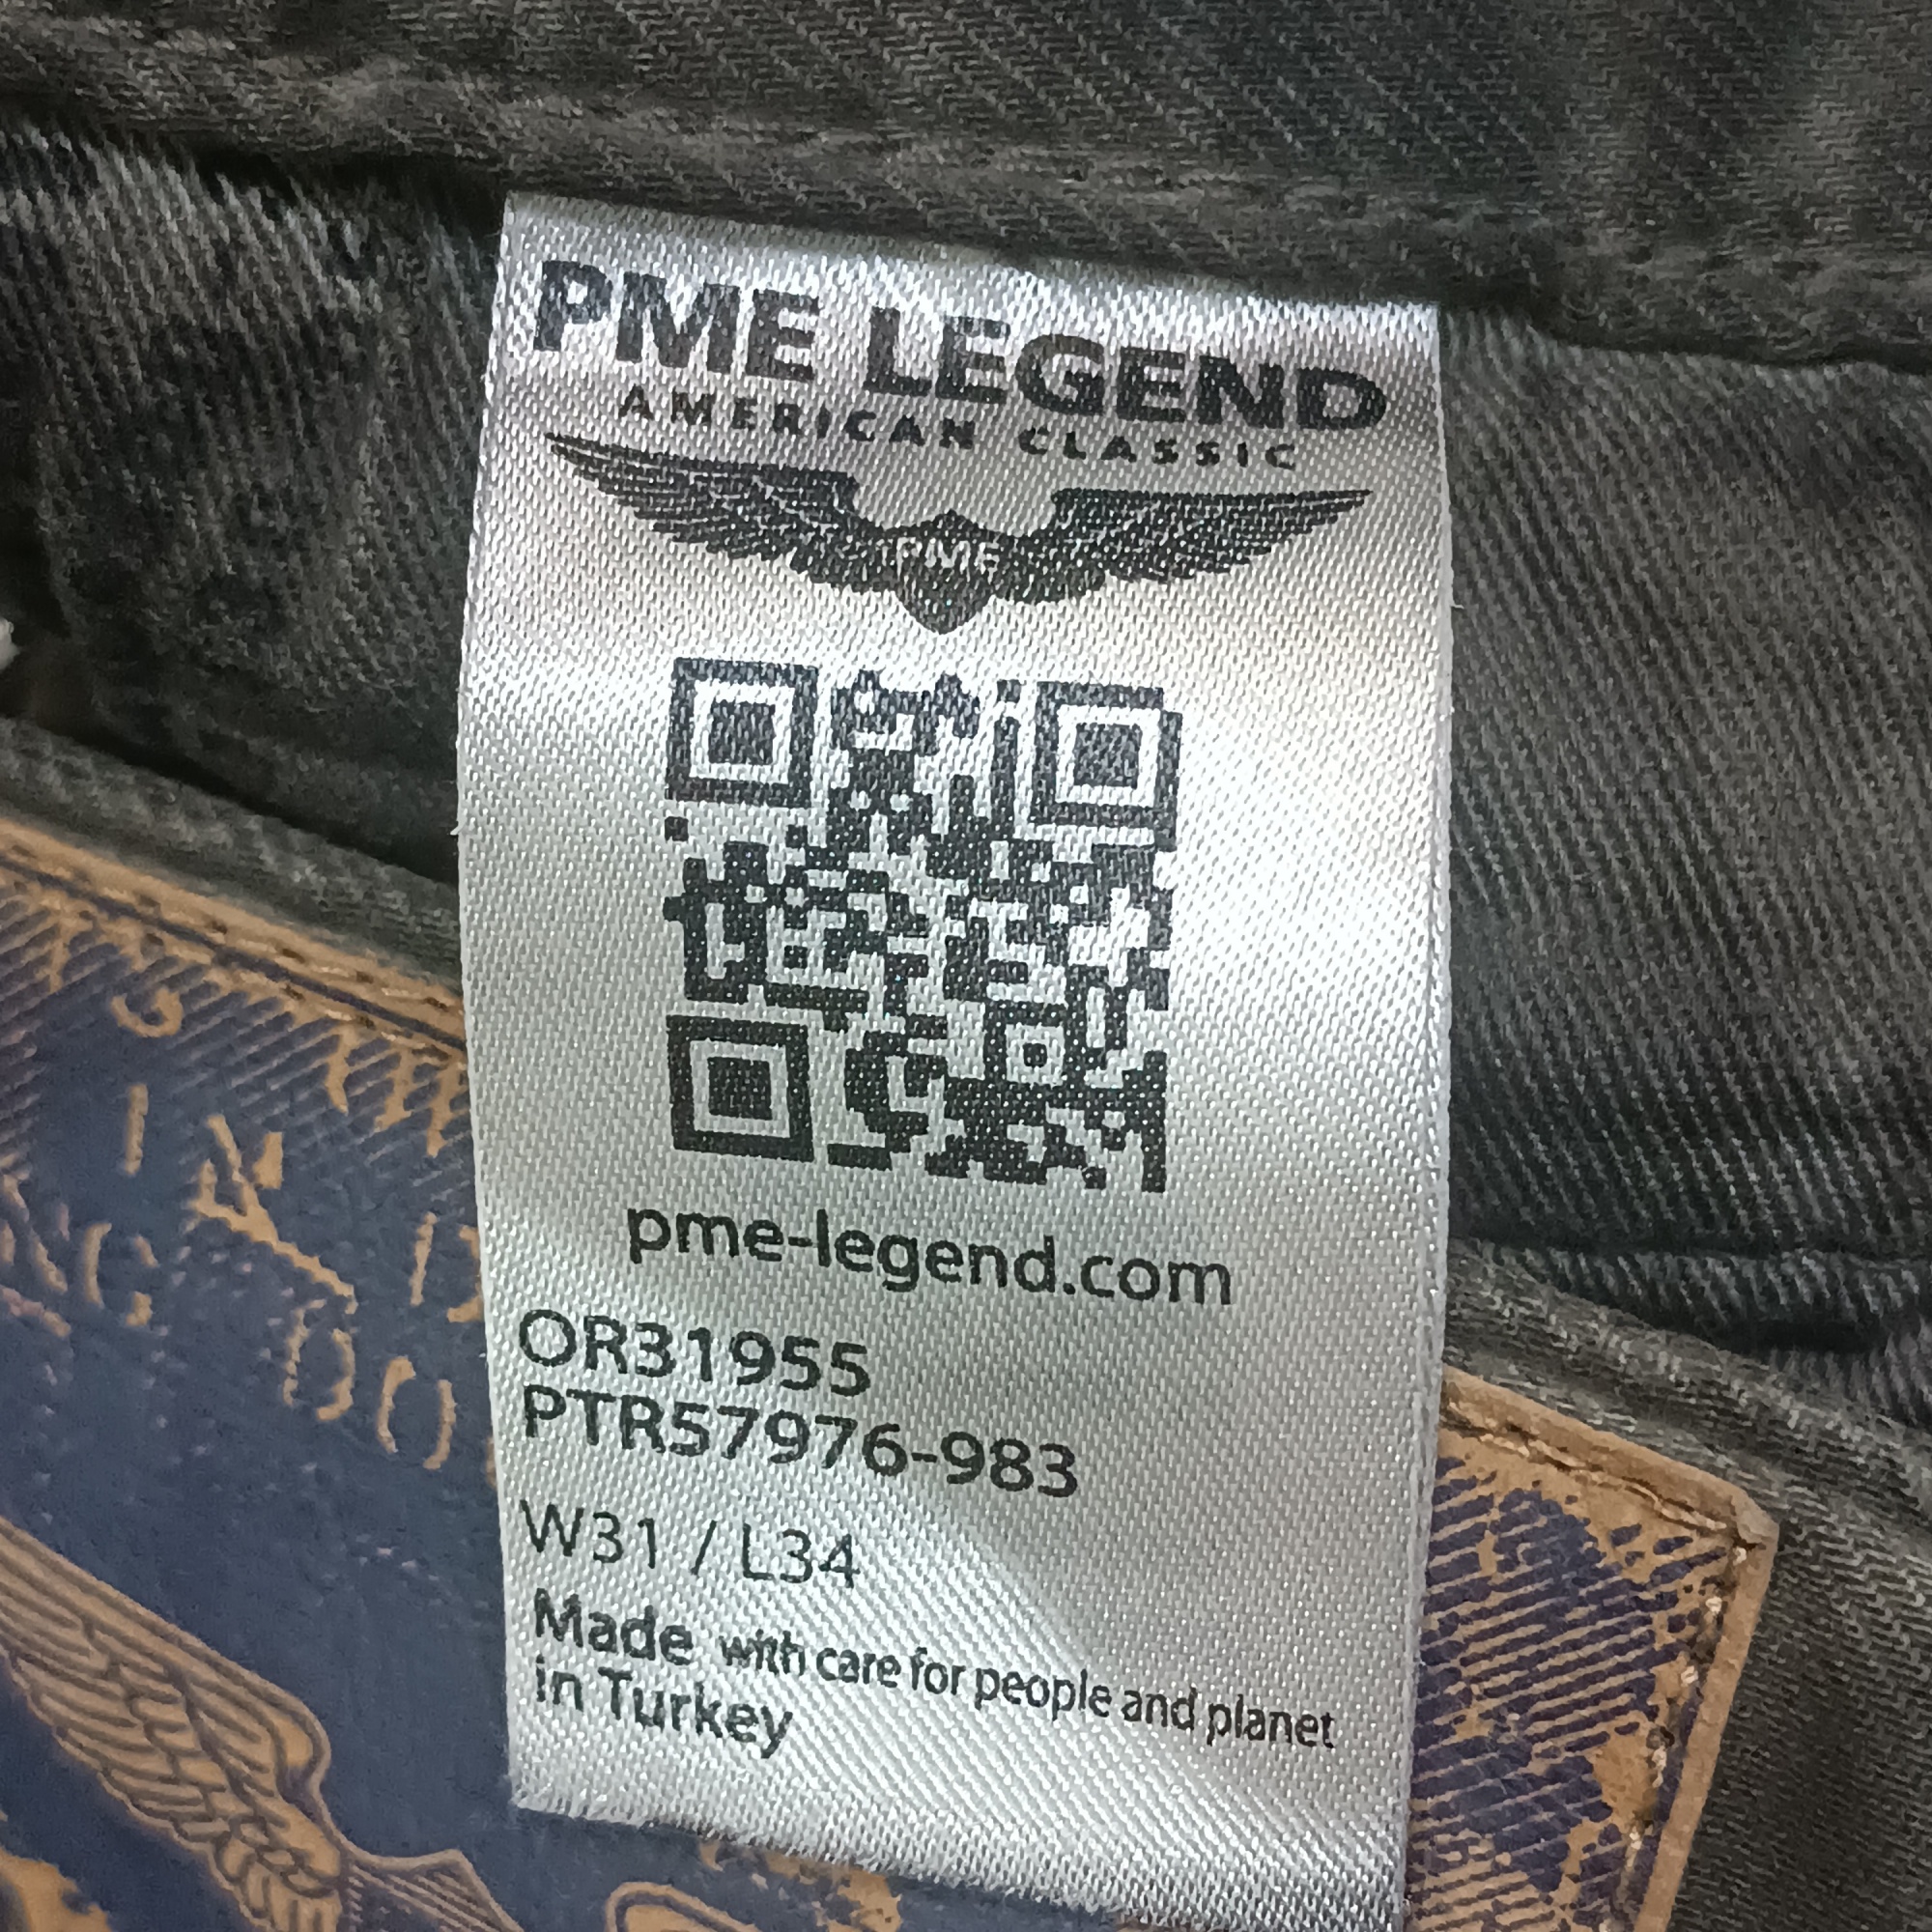 PME LEGEND
AMERICAN CLASSIC
PME
pme-legend.com
OR31955
PTR57976-983
W31 / L34
Made with care for people and planet
in Turkey